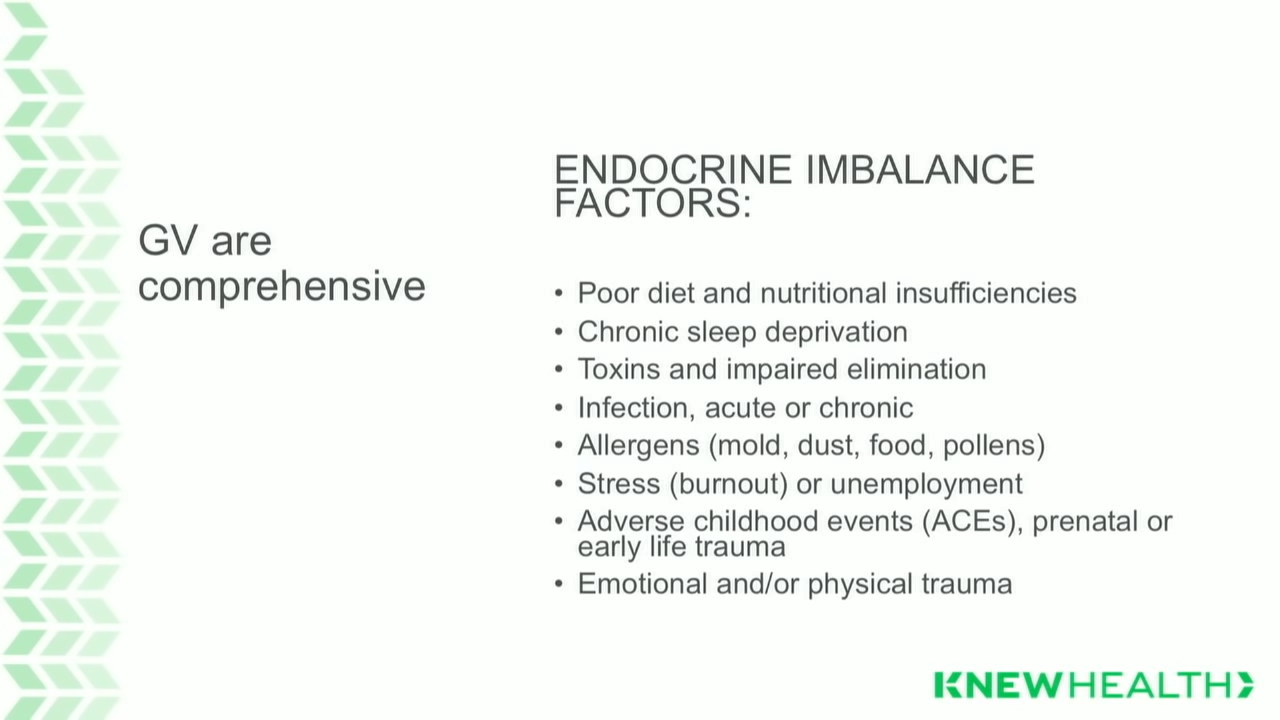 GV are
comprehensive
ENDOCRINE IMBALANCE
FACTORS:
• Poor diet and nutritional insufficiencies
• Chronic sleep deprivation
• Toxins and impaired elimination
• Infection, acute or chronic
• Allergens (mold, dust, food, pollens)
• Stress (burnout) or unemployment
• Adverse childhood events (ACEs), prenatal or
early life trauma
• Emotional and/or physical trauma
KNEWHEALTH